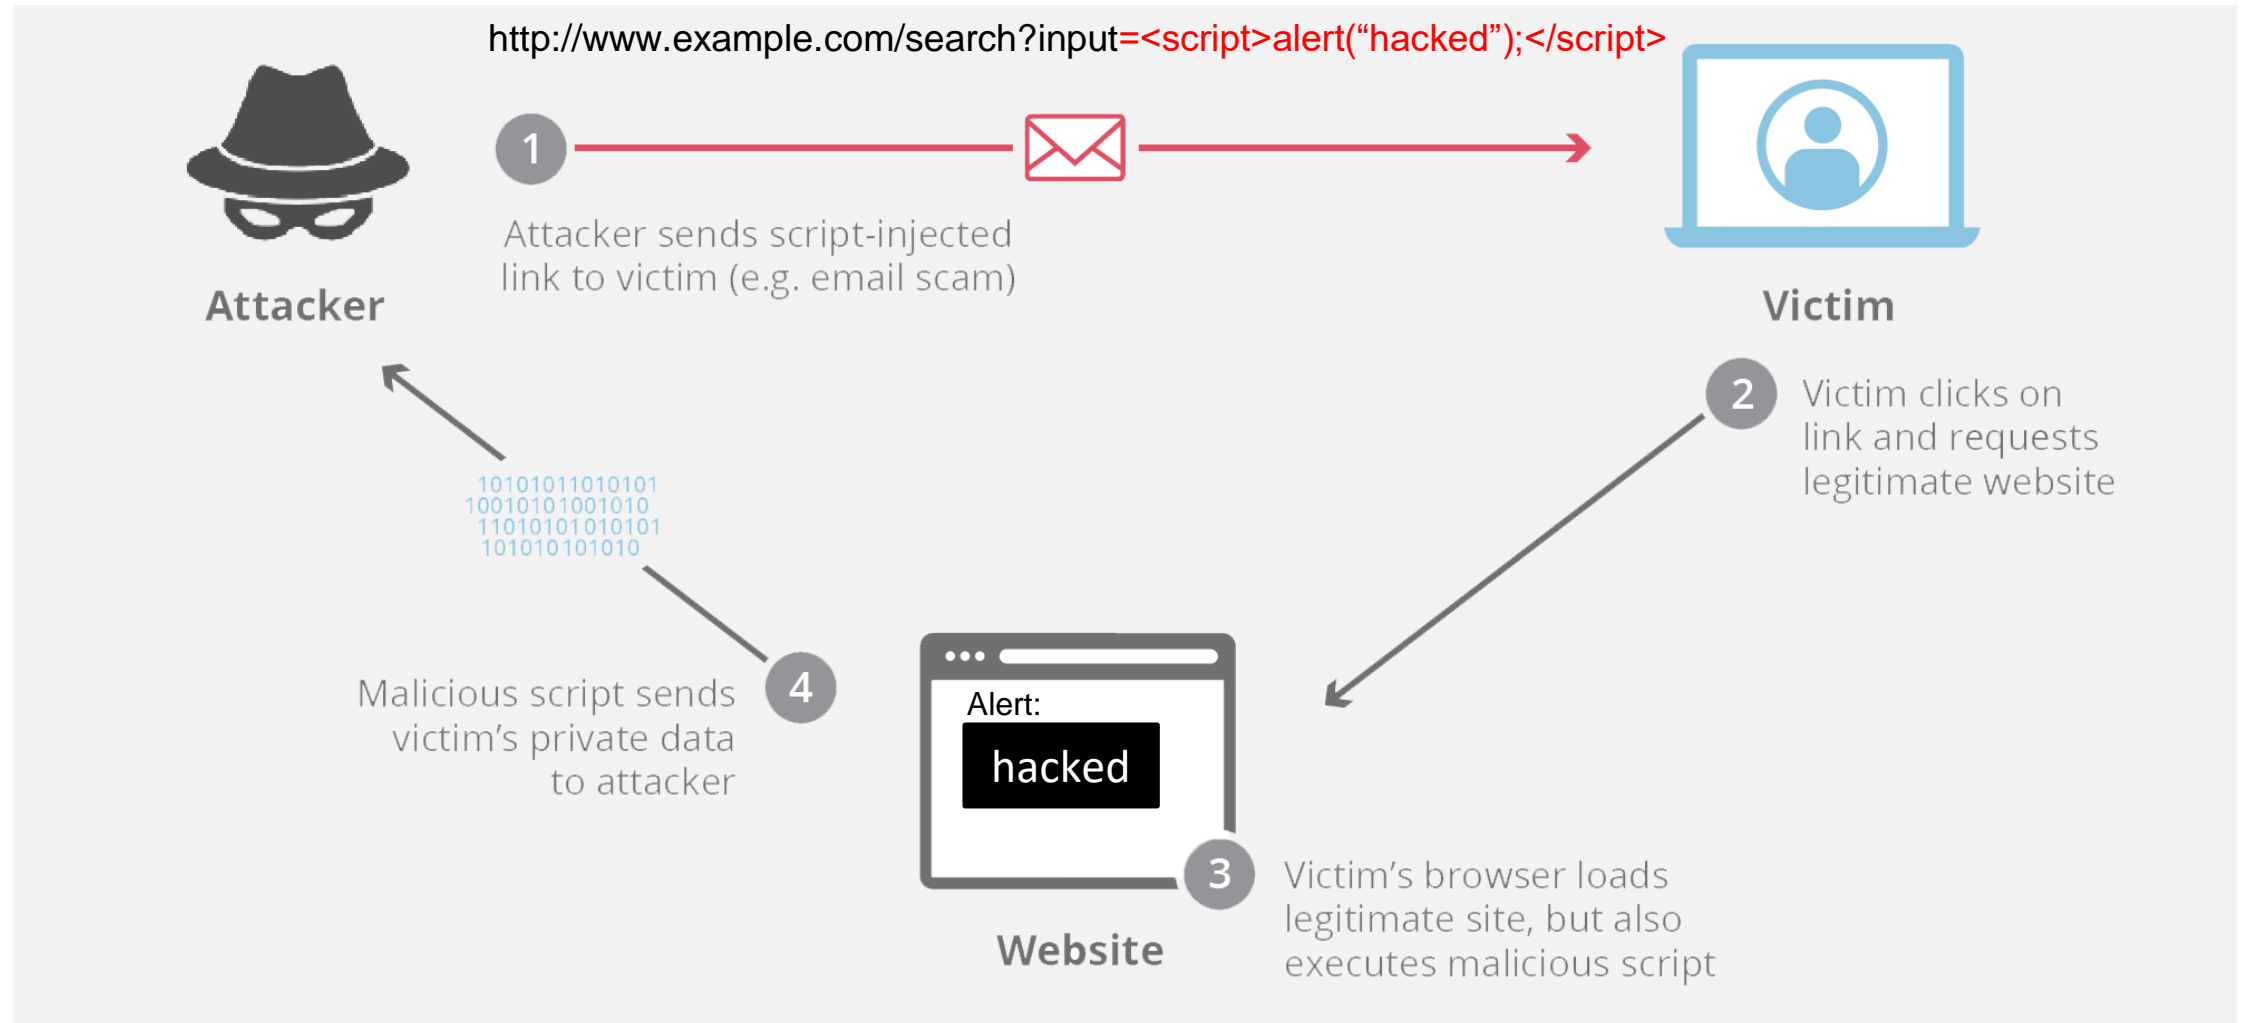 http://www.example.com/search?input=<script>alert(“hacked”);</script>
1
Attacker sends script-injected
link to victim (e.g. email scam)
Attacker
Victim
2
Victim clicks on
link and requests
legitimate website
10101011010101
10010101001010
11010101010101
101010101010
4
Malicious script sends
victim’s private data
to attacker
Alert:
hacked
3
Victim’s browser loads
legitimate site, but also
executes malicious script
Website